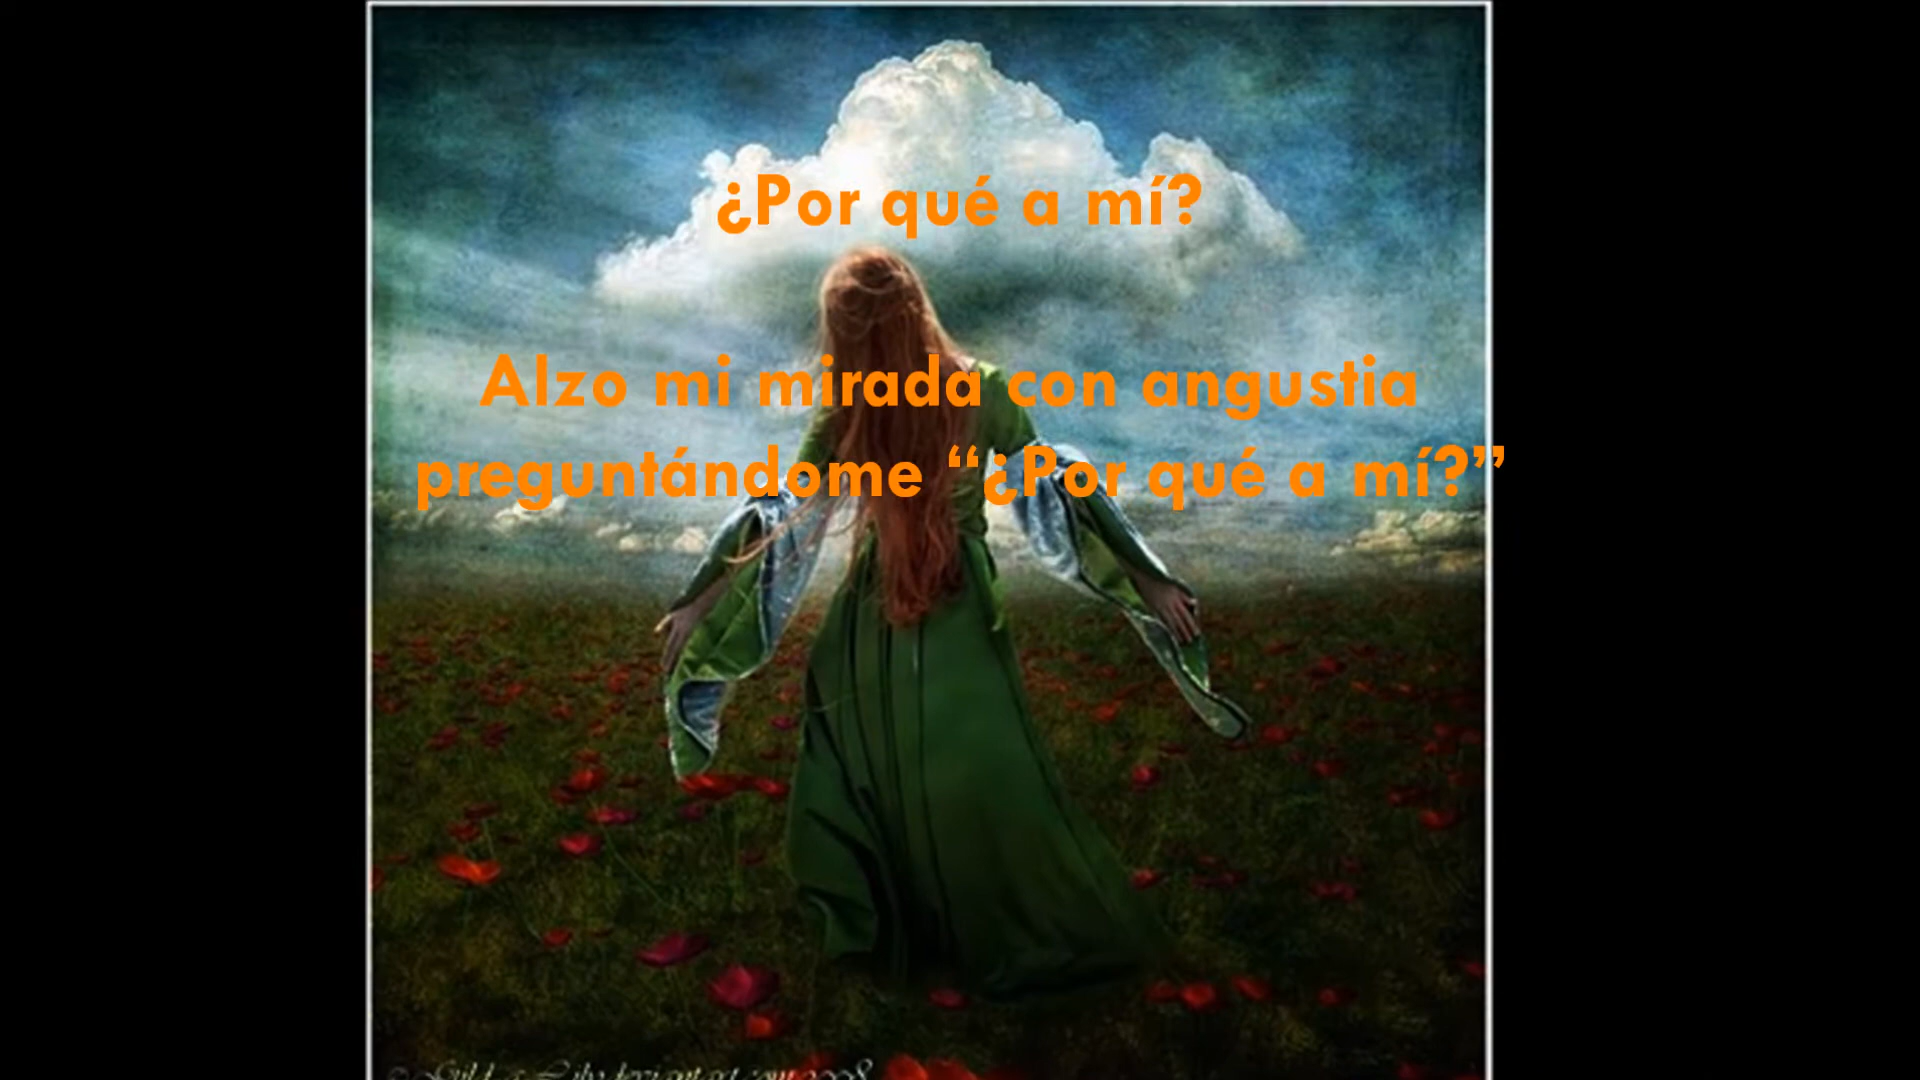 ¿Por qué a mí?
Alzo mi mirada con angustia
preguntándome “¿Por qué a mí?”